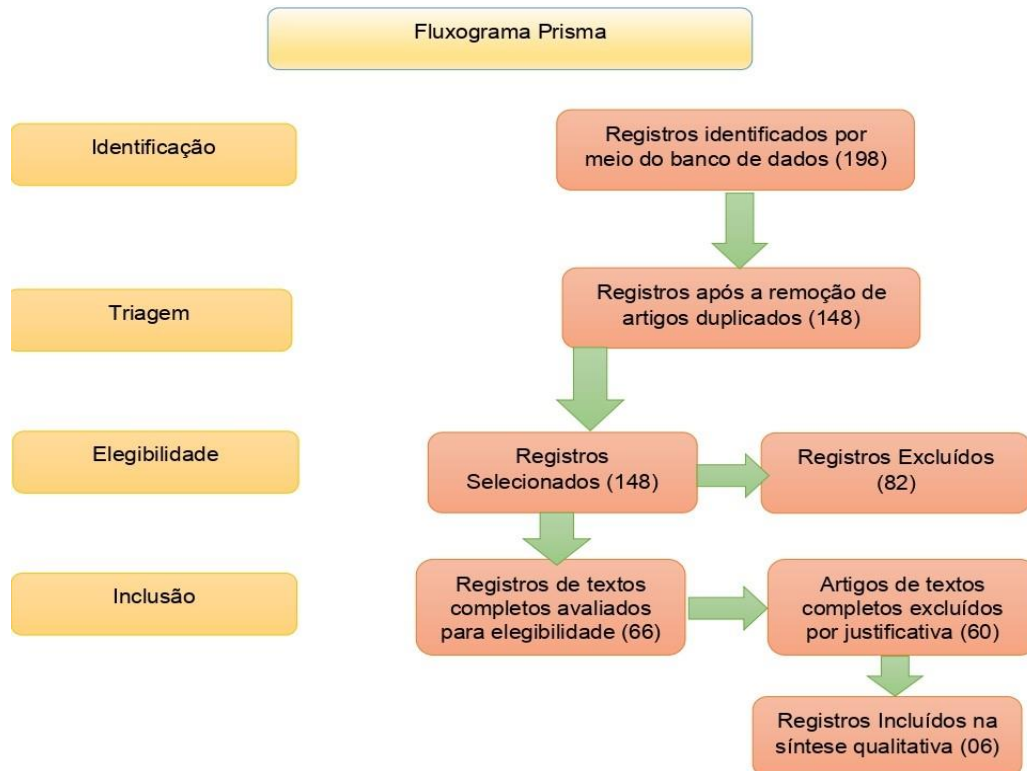 Fluxograma Prisma
Identificação
Registros identificados por
meio do banco de dados (198)
Triagem
Registros após a remoção de
artigos duplicados (148)
Elegibilidade
Registros
Selecionados (148)
Registros Excluídos
(82)
Inclusão
Registros de textos
completos avaliados
para elegibilidade (66)
Artigos de textos
completos excluídos
por justificativa (60)
Registros Incluídos na
síntese qualitativa (06)